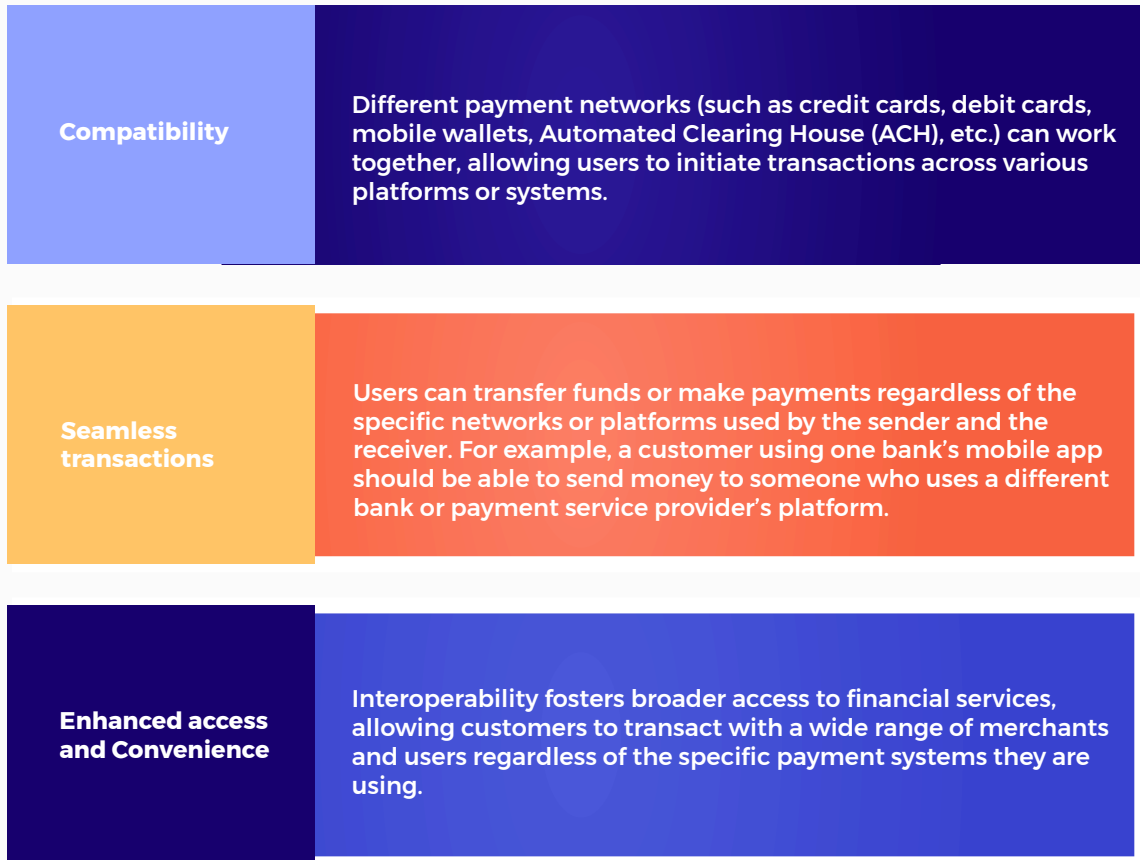 Compatibility
Different payment networks (such as credit cards, debit cards,
mobile wallets, Automated Clearing House (ACH), etc.) can work
together, allowing users to initiate transactions across various
platforms or systems.
Seamless
transactions
Users can transfer funds or make payments regardless of the
specific networks or platforms used by the sender and the
receiver. For example, a customer using one bank’s mobile app
should be able to send money to someone who uses a different
bank or payment service provider’s platform.
Enhanced access
and Convenience
Interoperability fosters broader access to financial services,
allowing customers to transact with a wide range of merchants
and users regardless of the specific payment systems they are
using.